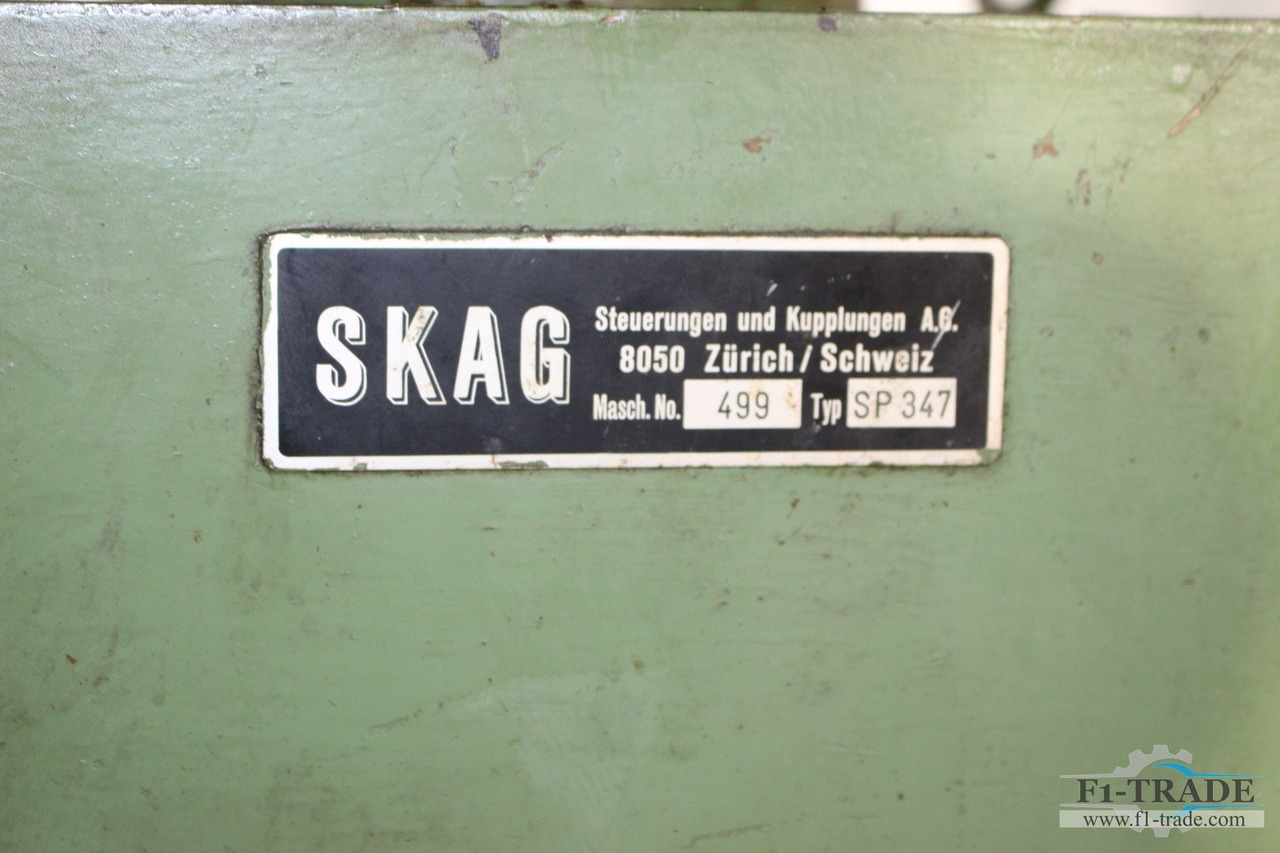 SKAG
Steuerungen und Kupplungen A.G.
8050 Zürich / Schweiz
Masch. No. 499 Typ SP 347
F1-TRADE
www.f1-trade.com